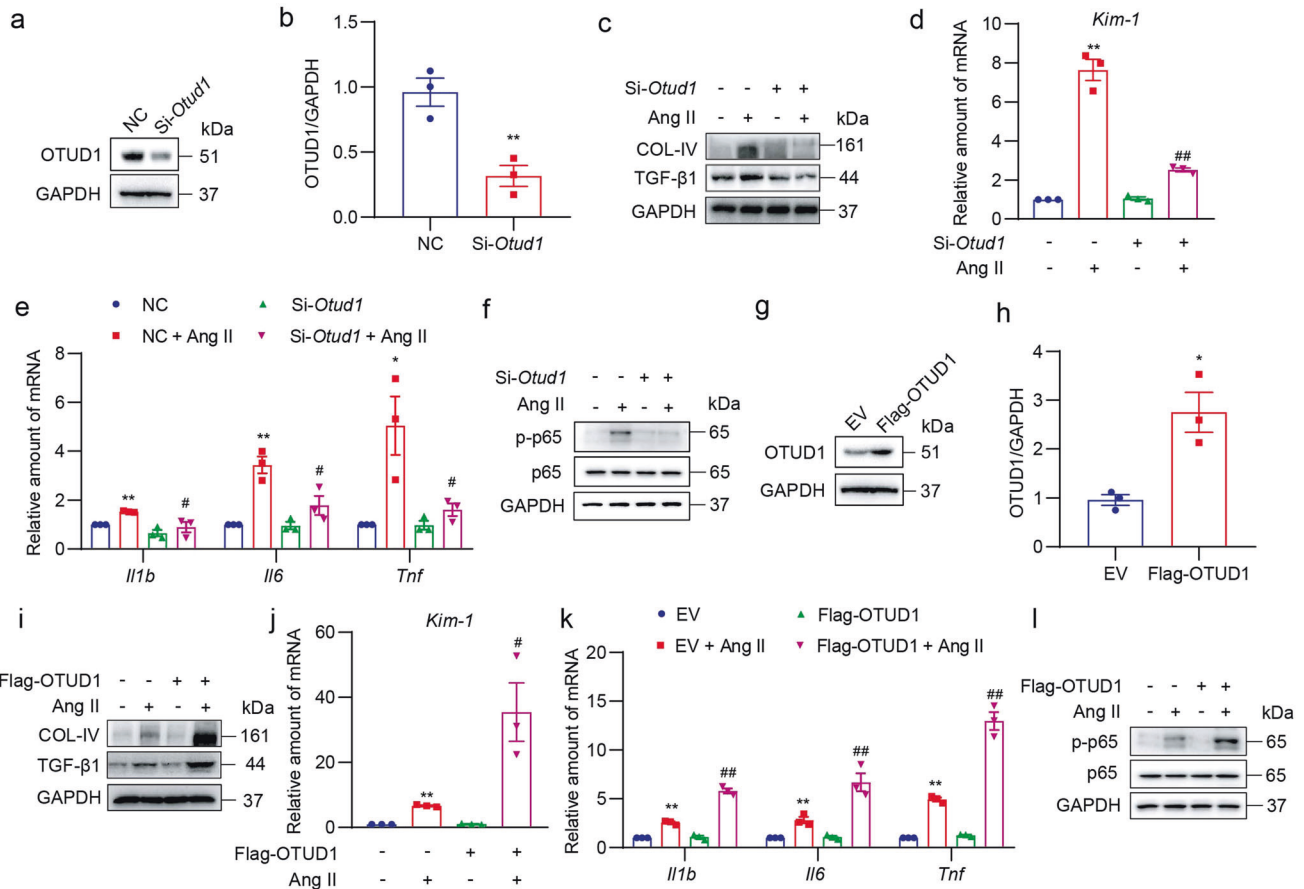 a
NC Si-Otud1
kDa
OTUD1 51
GAPDH 37
b
OTUD1/GAPDH
1.5
1.0
0.5
0.0
**
NC Si-Otud1
c
Si-Otud1 - - + +
Ang II - + - + kDa
COL-IV 161
TGF-β1 44
GAPDH 37
d
Kim-1
Relative amount of mRNA
10
8
6
4
2
0
**
##
Si-Otud1 - - + +
Ang II - + - +
e
NC Si-Otud1
NC + Ang II Si-Otud1 + Ang II
Relative amount of mRNA
8
6
4
2
0
** # ** # * #
Il1b Il6 Tnf
f
Si-Otud1 - - + +
Ang II - + - + kDa
p-p65 65
p65 65
GAPDH 37
g
EV Flag-OTUD1
kDa
OTUD1 51
GAPDH 37
h
OTUD1/GAPDH
4
3
2
1
0
*
EV Flag-OTUD1
i
Flag-OTUD1 - - + +
Ang II - + - + kDa
COL-IV 161
TGF-β1 44
GAPDH 37
j
Kim-1
Relative amount of mRNA
60
40
20
0
**
#
Flag-OTUD1 - - + +
Ang II - + - +
k
EV Flag-OTUD1
EV + Ang II Flag-OTUD1 + Ang II
Relative amount of mRNA
20
15
10
5
0
** ## ** ## ** ##
Il1b Il6 Tnf
l
Flag-OTUD1 - - + +
Ang II - + - + kDa
p-p65 65
p65 65
GAPDH 37